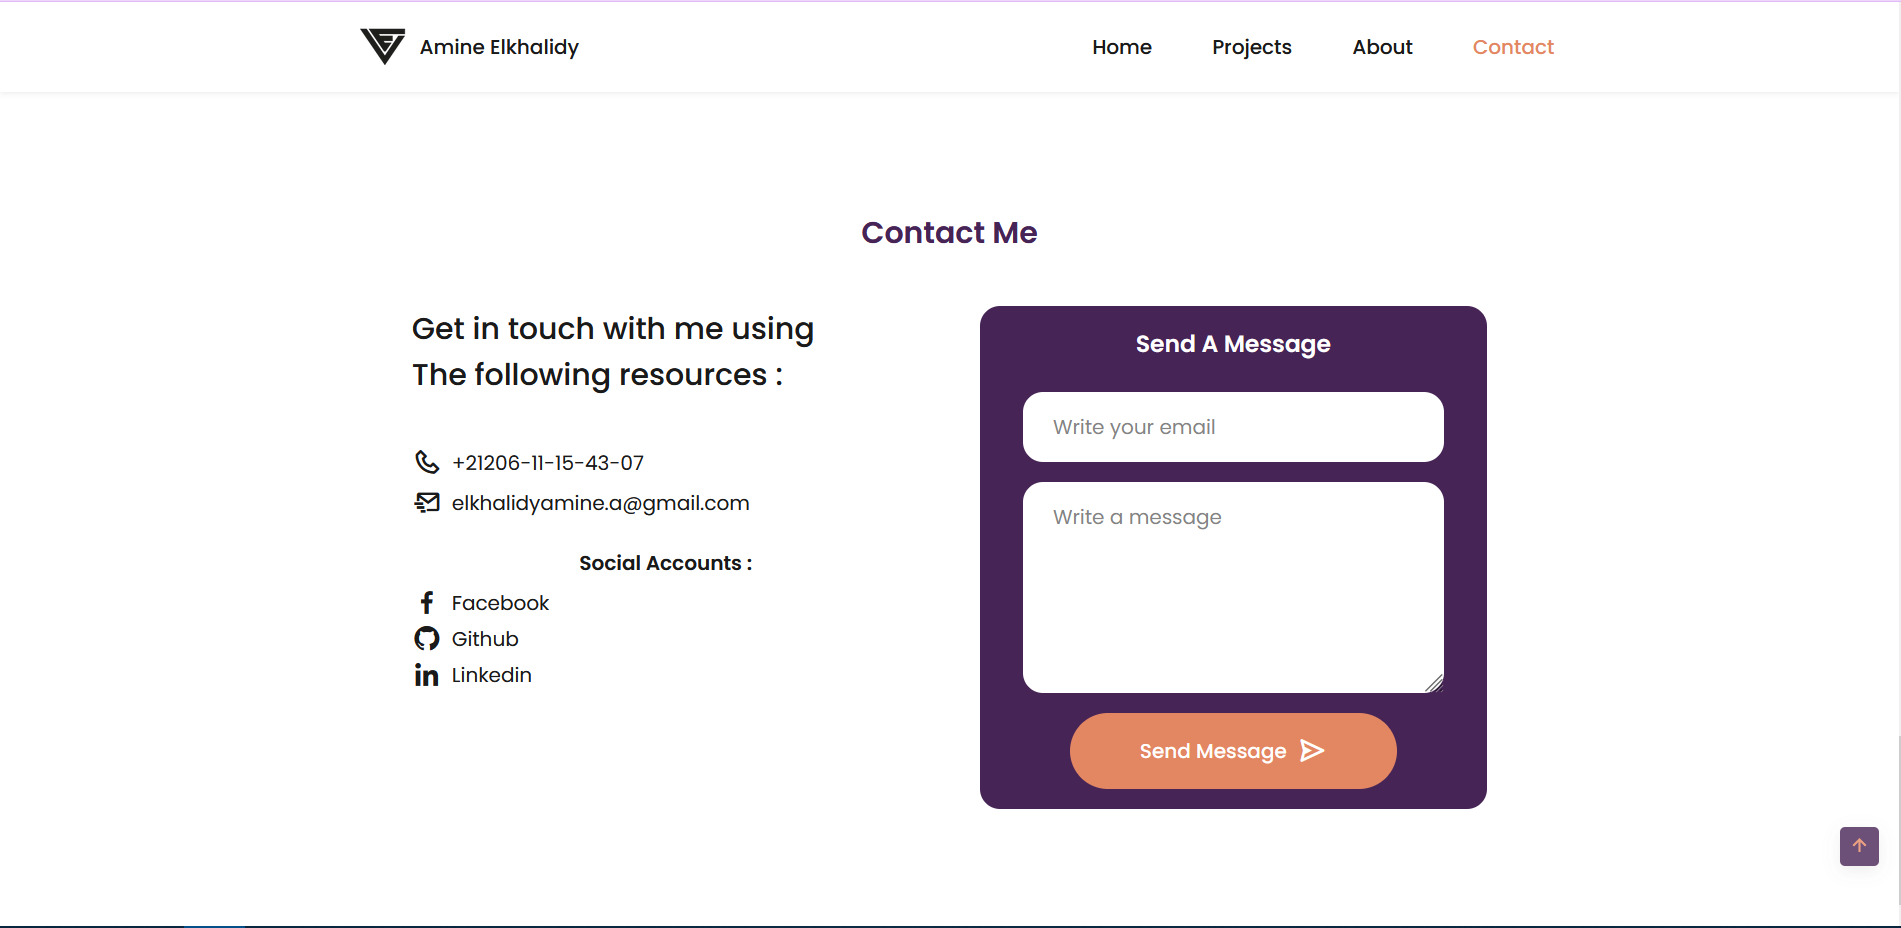 Amine Elkhalidy
Home Projects About Contact
Contact Me
Get in touch with me using
The following resources :
+21206-11-15-43-07
elkhalidyamine.a@gmail.com
Social Accounts :
Facebook
Github
Linkedin
Send A Message
Write your email
Write a message
Send Message